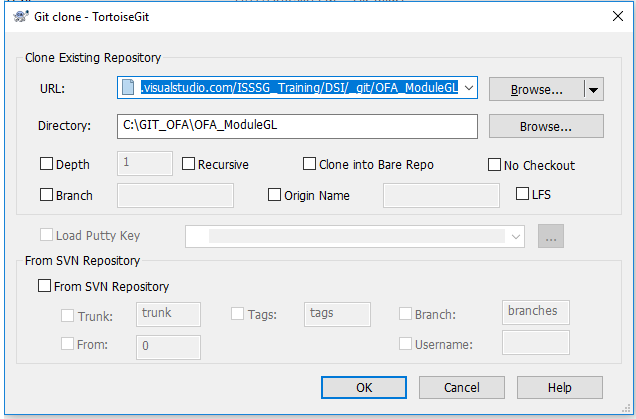 Git clone - TortoiseGit
Clone Existing Repository
URL: .visualstudio.com/ISSSG_Training/DSI/_git/OFA_ModuleGL Browse...
Directory: C:\GIT_OFA\OFA_ModuleGL Browse...
Depth 1 Recursive Clone into Bare Repo No Checkout
Branch Origin Name LFS
Load Putty Key ...
From SVN Repository
From SVN Repository
Trunk: trunk Tags: tags Branch: branches
From: 0 Username:
OK Cancel Help